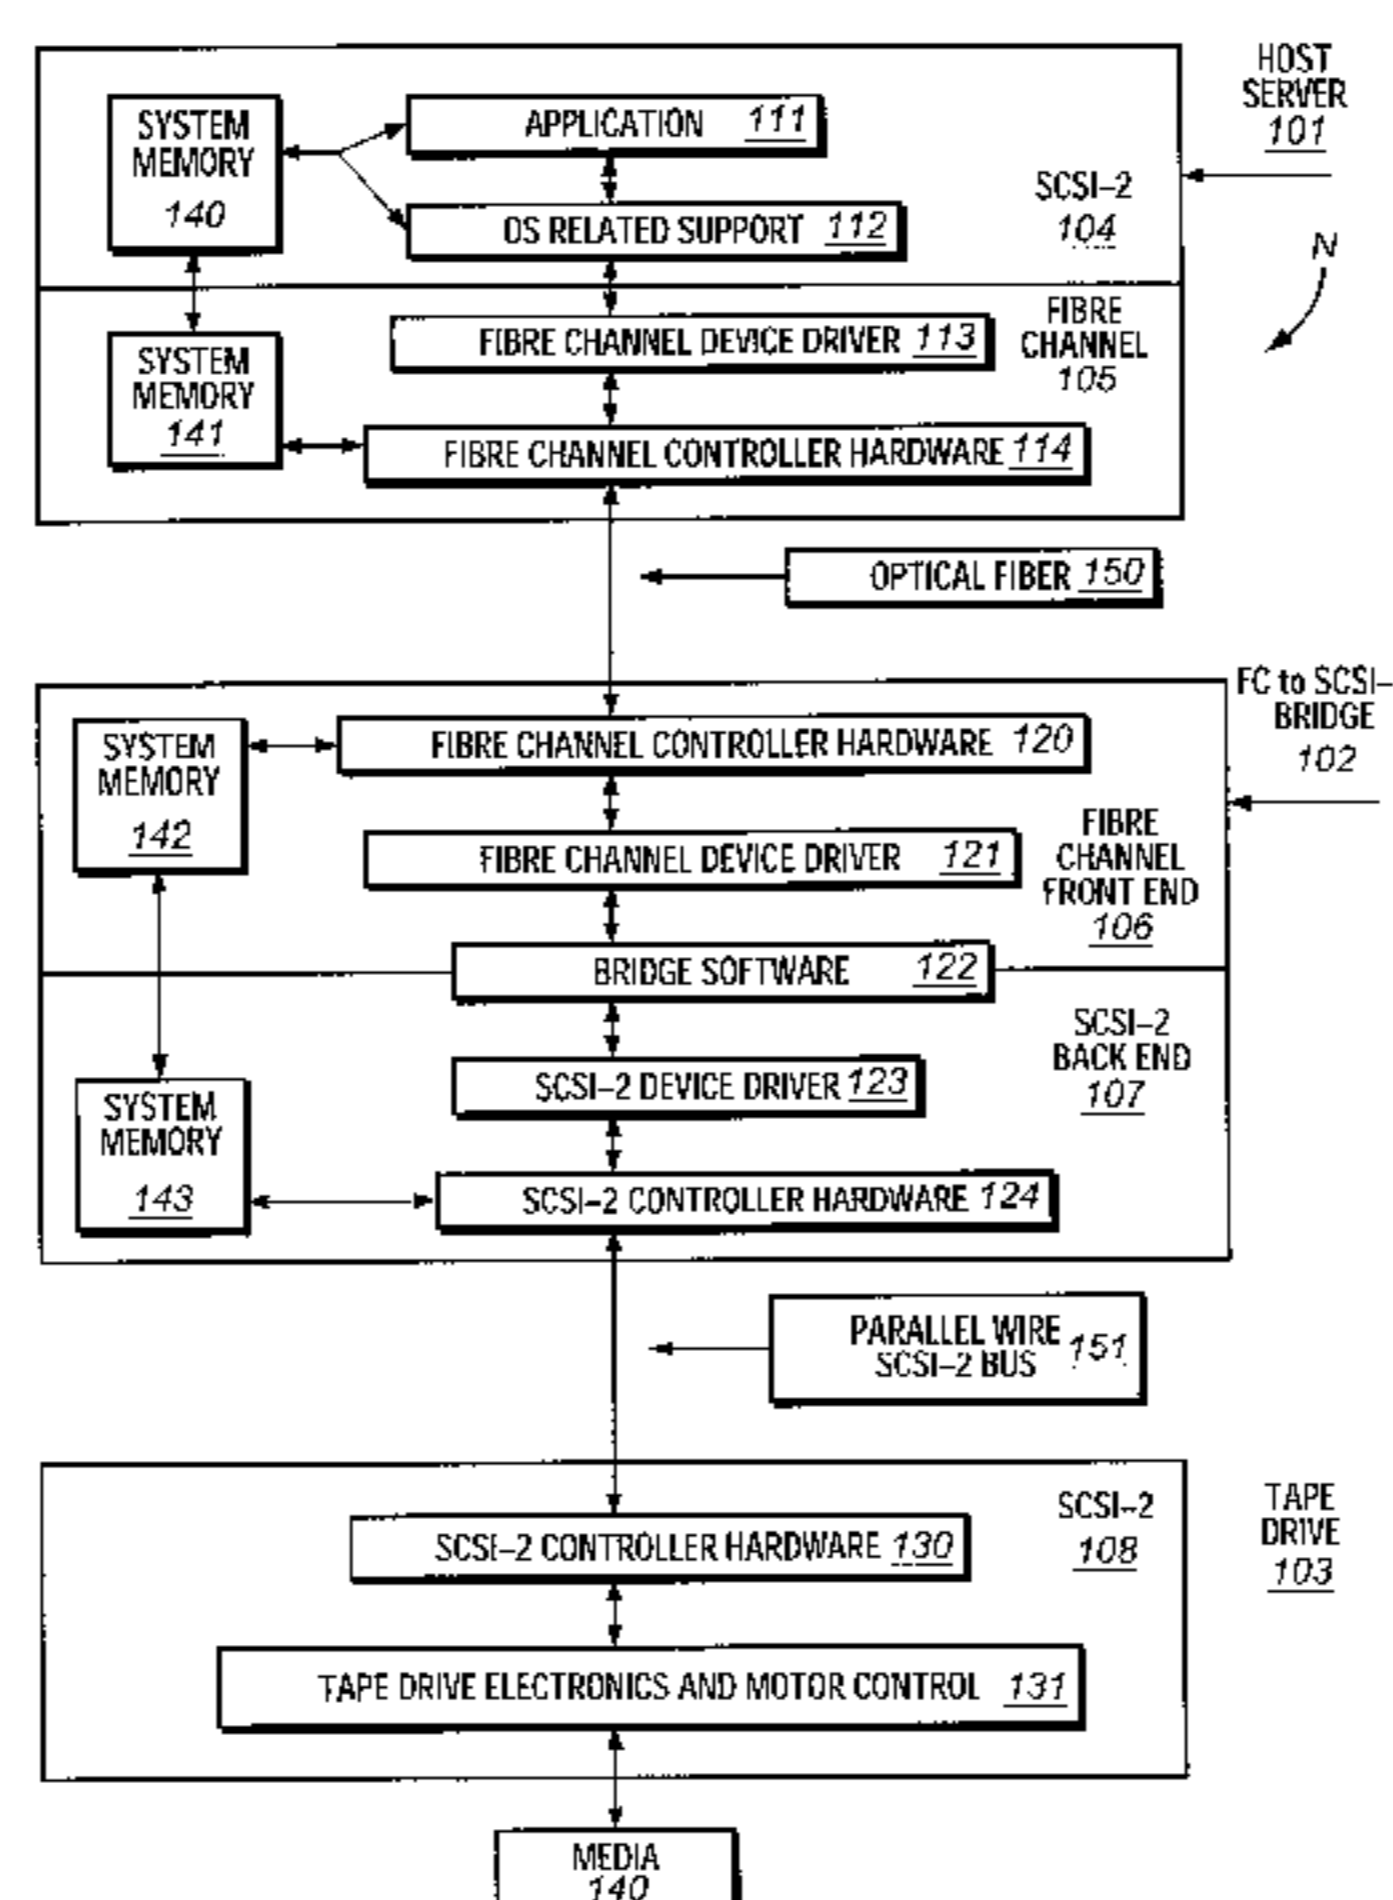 HOST
SERVER
101
SYSTEM
MEMORY
140
APPLICATION 111
OS RELATED SUPPORT 112
SCSI-2
104
N
SYSTEM
MEMORY
141
FIBRE CHANNEL DEVICE DRIVER 113
FIBRE
CHANNEL
105
FIBRE CHANNEL CONTROLLER HARDWARE 114
OPTICAL FIBER 150
FC to SCSI-
BRIDGE
102
SYSTEM
MEMORY
142
FIBRE CHANNEL CONTROLLER HARDWARE 120
FIBRE CHANNEL DEVICE DRIVER 121
FIBRE
CHANNEL
FRONT END
106
BRIDGE SOFTWARE 122
SCSI-2
BACK END
107
SCSI-2 DEVICE DRIVER 123
SYSTEM
MEMORY
143
SCSI-2 CONTROLLER HARDWARE 124
PARALLEL WIRE
SCSI-2 BUS 151
SCSI-2
108
TAPE
DRIVE
103
SCSI-2 CONTROLLER HARDWARE 130
TAPE DRIVE ELECTRONICS AND MOTOR CONTROL 131
MEDIA
140